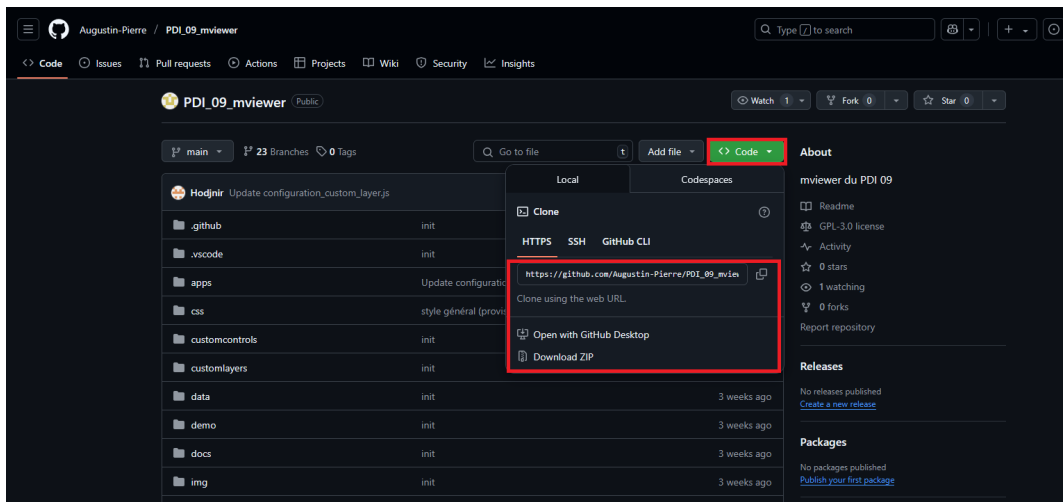 Augustin-Pierre / PDI_09_mviewer
Type / to search
Code Issues Pull requests Actions Projects Wiki Security Insights
PDI_09_mviewer Public
Watch 1 Fork 0 Star 0
main 23 Branches 0 Tags Go to file t Add file Code
About
mviewer du PDI 09
Readme
GPL-3.0 license
Activity
0 stars
1 watching
0 forks
Report repository
Releases
No releases published
Create a new release
Packages
No packages published
Publish your first package
Local Codespaces
Clone
HTTPS SSH GitHub CLI
https://github.com/Augustin-Pierre/PDI_09_mview
Clone using the web URL.
Open with GitHub Desktop
Download ZIP
Hodjnir Update configuration_custom_layer.js
.github init
.vscode init
apps Update configuratio
css style général (provis
customcontrols init
customlayers init
data init 3 weeks ago
demo init 3 weeks ago
docs init 3 weeks ago
img init 3 weeks ago